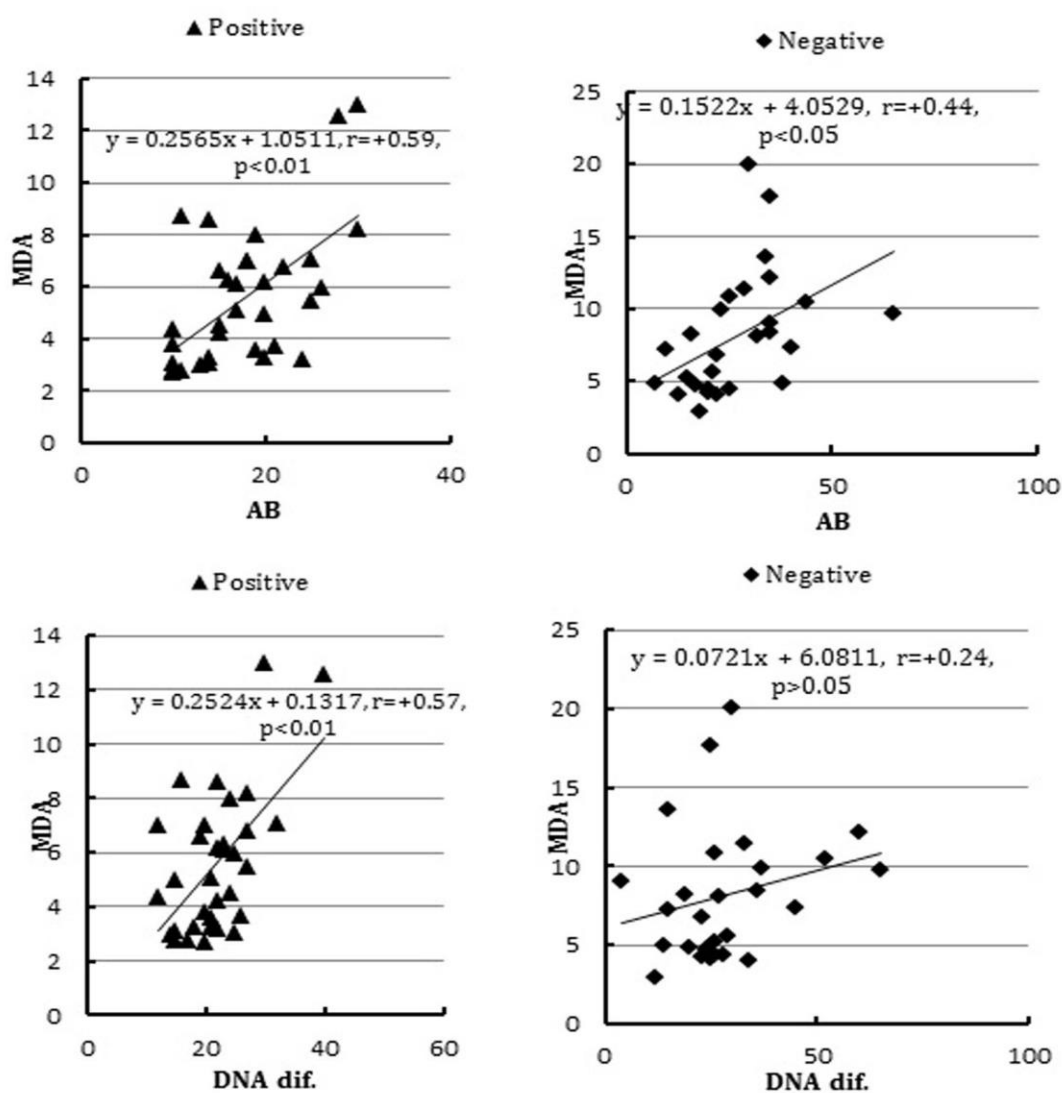 Positive
14
12
10
8
6
4
2
0
MDA
y = 0.2565x + 1.0511, r=+0.59,
p<0.01
0 20 40
AB
Negative
25
20
15
10
5
0
MDA
y = 0.1522x + 4.0529, r=+0.44,
p<0.05
0 50 100
AB
Positive
14
12
10
8
6
4
2
0
MDA
y = 0.2524x + 0.1317, r=+0.57,
p<0.01
0 20 40 60
DNA dif.
Negative
25
20
15
10
5
0
MDA
y = 0.0721x + 6.0811, r=+0.24,
p>0.05
0 50 100
DNA dif.